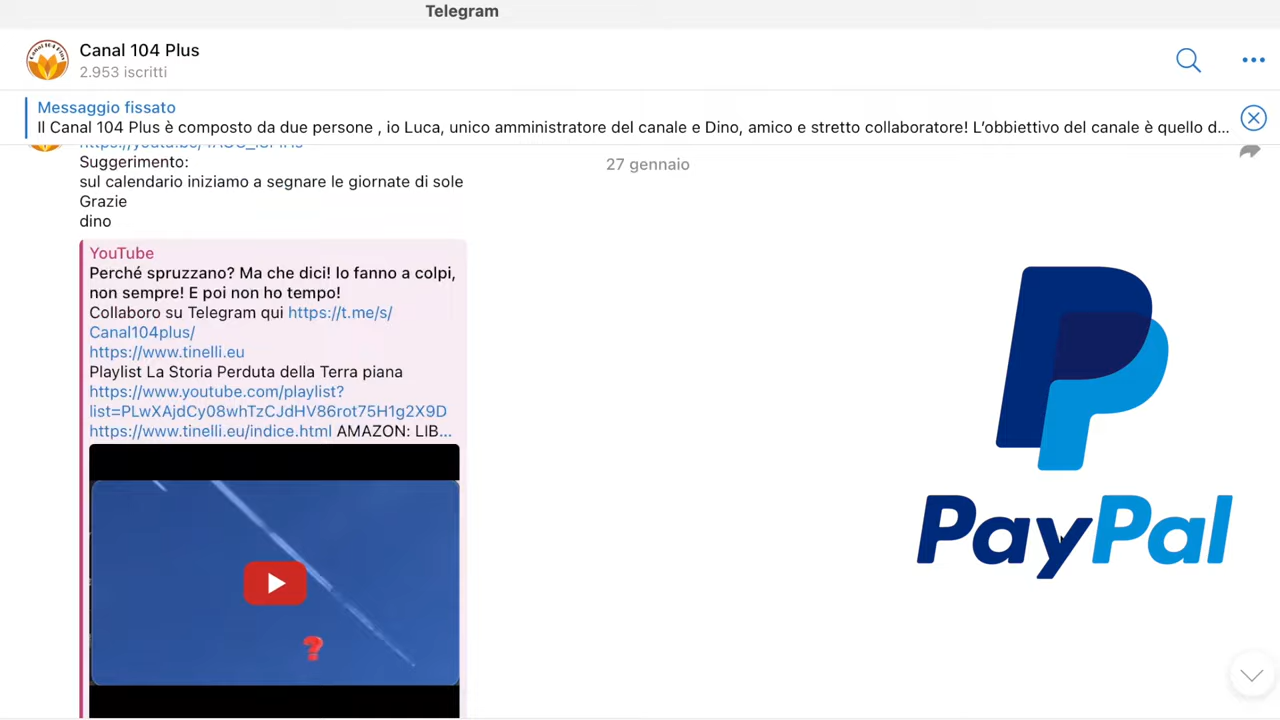 Telegram
Canal 104 Plus
2.953 iscritti
Messaggio fissato
Il Canal 104 Plus è composto da due persone , io Luca, unico amministratore del canale e Dino, amico e stretto collaboratore! L’obbiettivo del canale è quello d...
27 gennaio
Suggerimento:
sul calendario iniziamo a segnare le giornate di sole
Grazie
dino
YouTube
Perché spruzzano? Ma che dici! lo fanno a colpi,
non sempre! E poi non ho tempo!
Collaboro su Telegram qui https://t.me/s/
Canal104plus/
https://www.tinelli.eu
Playlist La Storia Perduta della Terra piana
https://www.youtube.com/playlist?
list=PLwXAjdCy08whTzCJdHV86rot75H1g2X9D
https://www.tinelli.eu/indice.html AMAZON: LIB...
?
PayPal